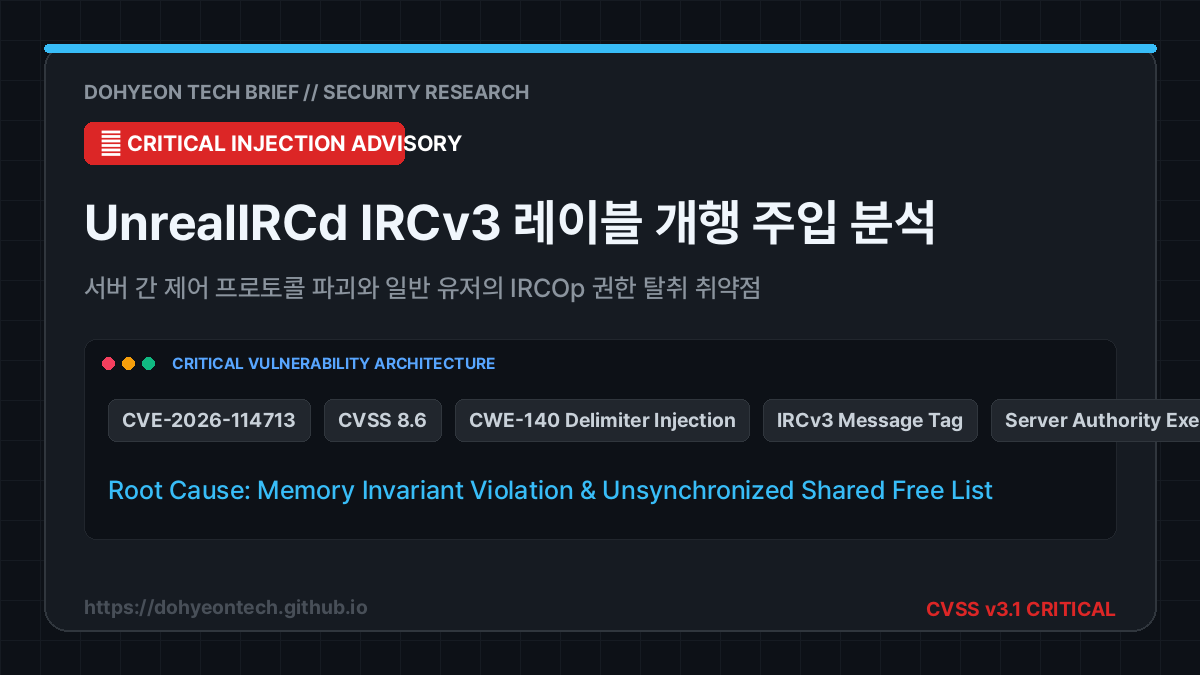 DOHYEON TECH BRIEF // SECURITY RESEARCH
CRITICAL INJECTION ADVISORY
UnrealIRCd IRCv3 레이블 개행 주입 분석
서버 간 제어 프로토콜 파괴와 일반 유저의 IRCOp 권한 탈취 취약점
CRITICAL VULNERABILITY ARCHITECTURE
CVE-2026-114713 CVSS 8.6 CWE-140 Delimiter Injection IRCv3 Message Tag Server Authority Exe
Root Cause: Memory Invariant Violation & Unsynchronized Shared Free List
https://dohyeontech.github.io
CVSS v3.1 CRITICAL